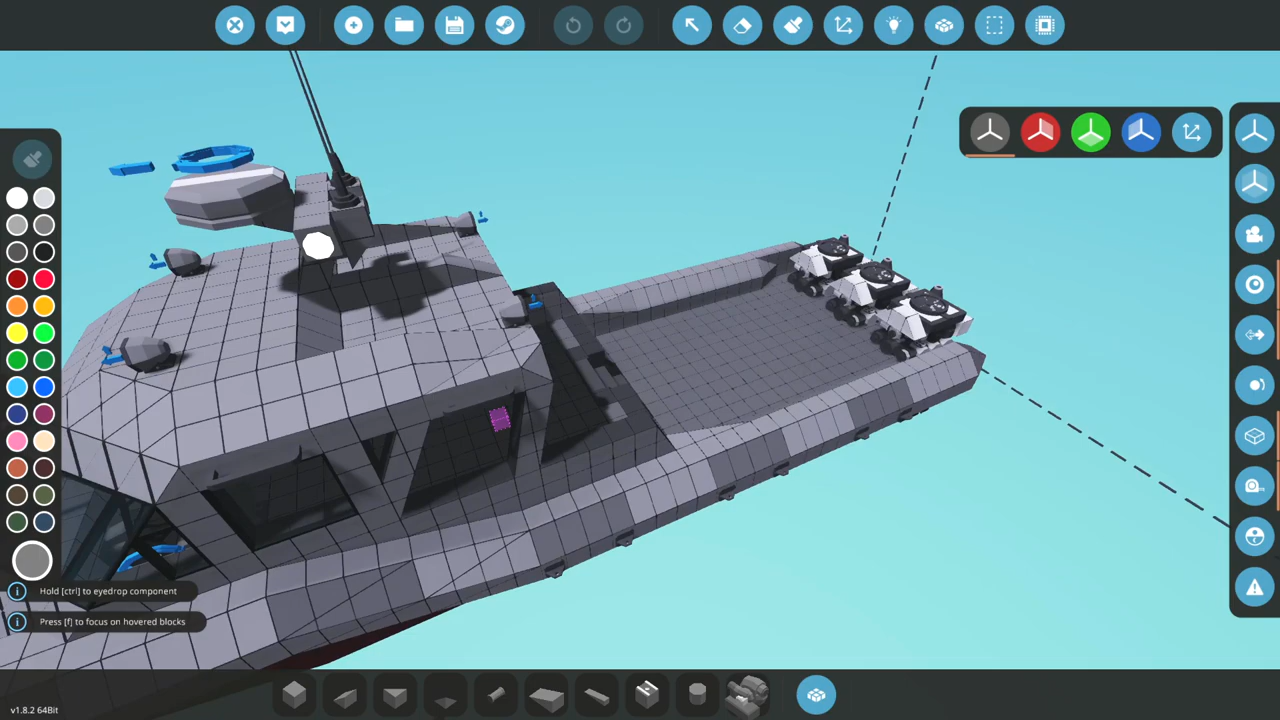 Hold [ctrl] to eyedrop component
Press [f] to focus on hovered blocks
v1.8.2 64Bit